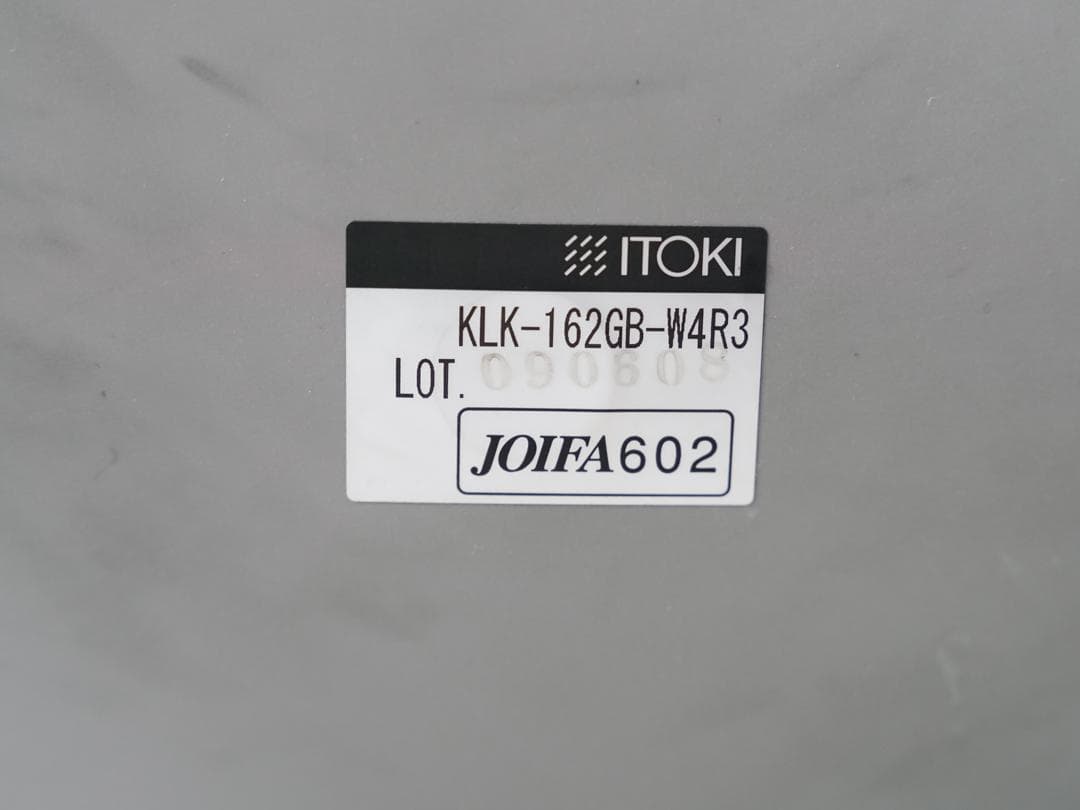 ITOKI
KLK-162GB-W4R3
LOT. 090608
JOIFA602